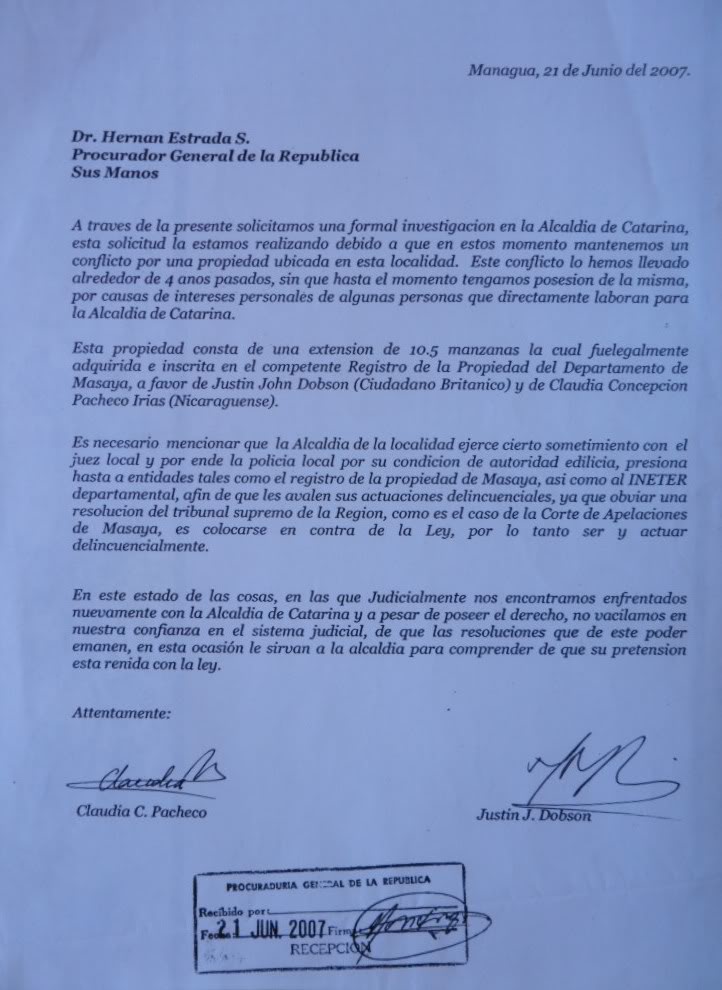 Managua, 21 de Junio del 2007.
Dr. Hernan Estrada S.
Procurador General de la Republica
Sus Manos
A traves de la presente solicitamos una formal investigacion en la Alcaldia de Catarina,
esta solicitud la estamos realizando debido a que en estos momento mantenemos un
conflicto por una propiedad ubicada en esta localidad. Este conflicto lo hemos llevado
alrededor de 4 anos pasados, sin que hasta el momento tengamos posesion de la misma,
por causas de intereses personales de algunas personas que directamente laboran para
la Alcaldia de Catarina.
Esta propiedad consta de una extension de 10.5 manzanas la cual fuelegalmente
adquirida e inscrita en el competente Registro de la Propiedad del Departamento de
Masaya, a favor de Justin John Dobson (Ciudadano Britanico) y de Claudia Concepcion
Pacheco Irias (Nicaraguense).
Es necesario mencionar que la Alcaldia de la localidad ejerce cierto sometimiento con el
juez local y por ende la policia local por su condicion de autoridad edilicia, presiona
hasta a entidades tales como el registro de la propiedad de Masaya, asi como al INETER
departamental, afin de que les avalen sus actuaciones delincuenciales, ya que obviar una
resolucion del tribunal supremo de la Region, como es el caso de la Corte de Apelaciones
de Masaya, es colocarse en contra de la Ley, por lo tanto ser y actuar
delincuencialmente.
En este estado de las cosas, en las que Judicialmente nos encontramos enfrentados
nuevamente con la Alcaldia de Catarina y a pesar de poseer el derecho, no vacilamos en
nuestra confianza en el sistema judicial, de que las resoluciones que de este poder
emanen, en esta ocasión le sirvan a la alcaldia para comprender de que su pretension
esta renida con la ley.
Attentamente:
Claudia
Claudia C. Pacheco
Justin J. Dobson
PROCURADURIA GENERAL DE LA REPUBLICA
Recibido por:
21 JUN. 2007 Firma
RECEPCION